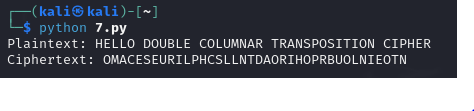 ┌──(kali㉿kali)-[~]
└─$ python 7.py
Plaintext: HELLO DOUBLE COLUMNAR TRANSPOSITION CIPHER
Ciphertext: OMACESEURILPHCSLLNTDAORIHOPRBUOLNIEOTN